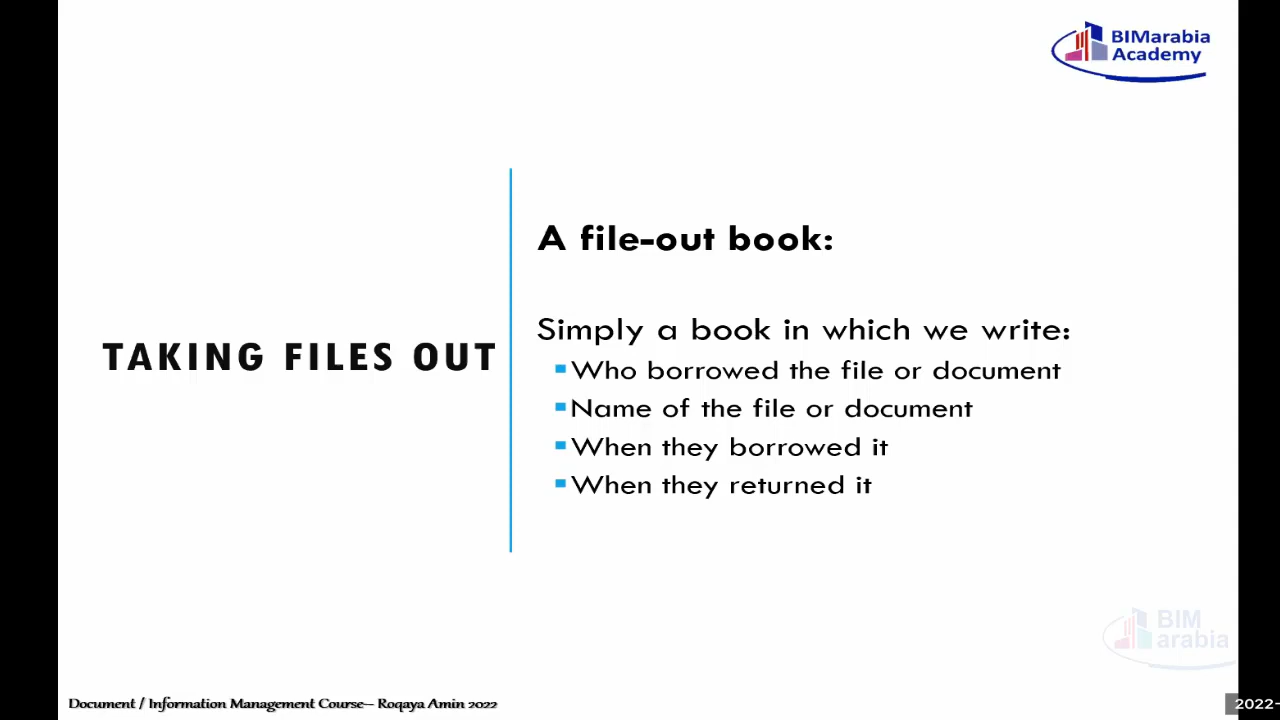 BIMarabia
Academy
A file-out book:
Simply a book in which we write:
TAKING FILES OUT
Who borrowed the file or document
Name of the file or document
When they borrowed it
When they returned it
BIM
arabia
Document / Information Management Course– Roqaya Amin 2022
2022-